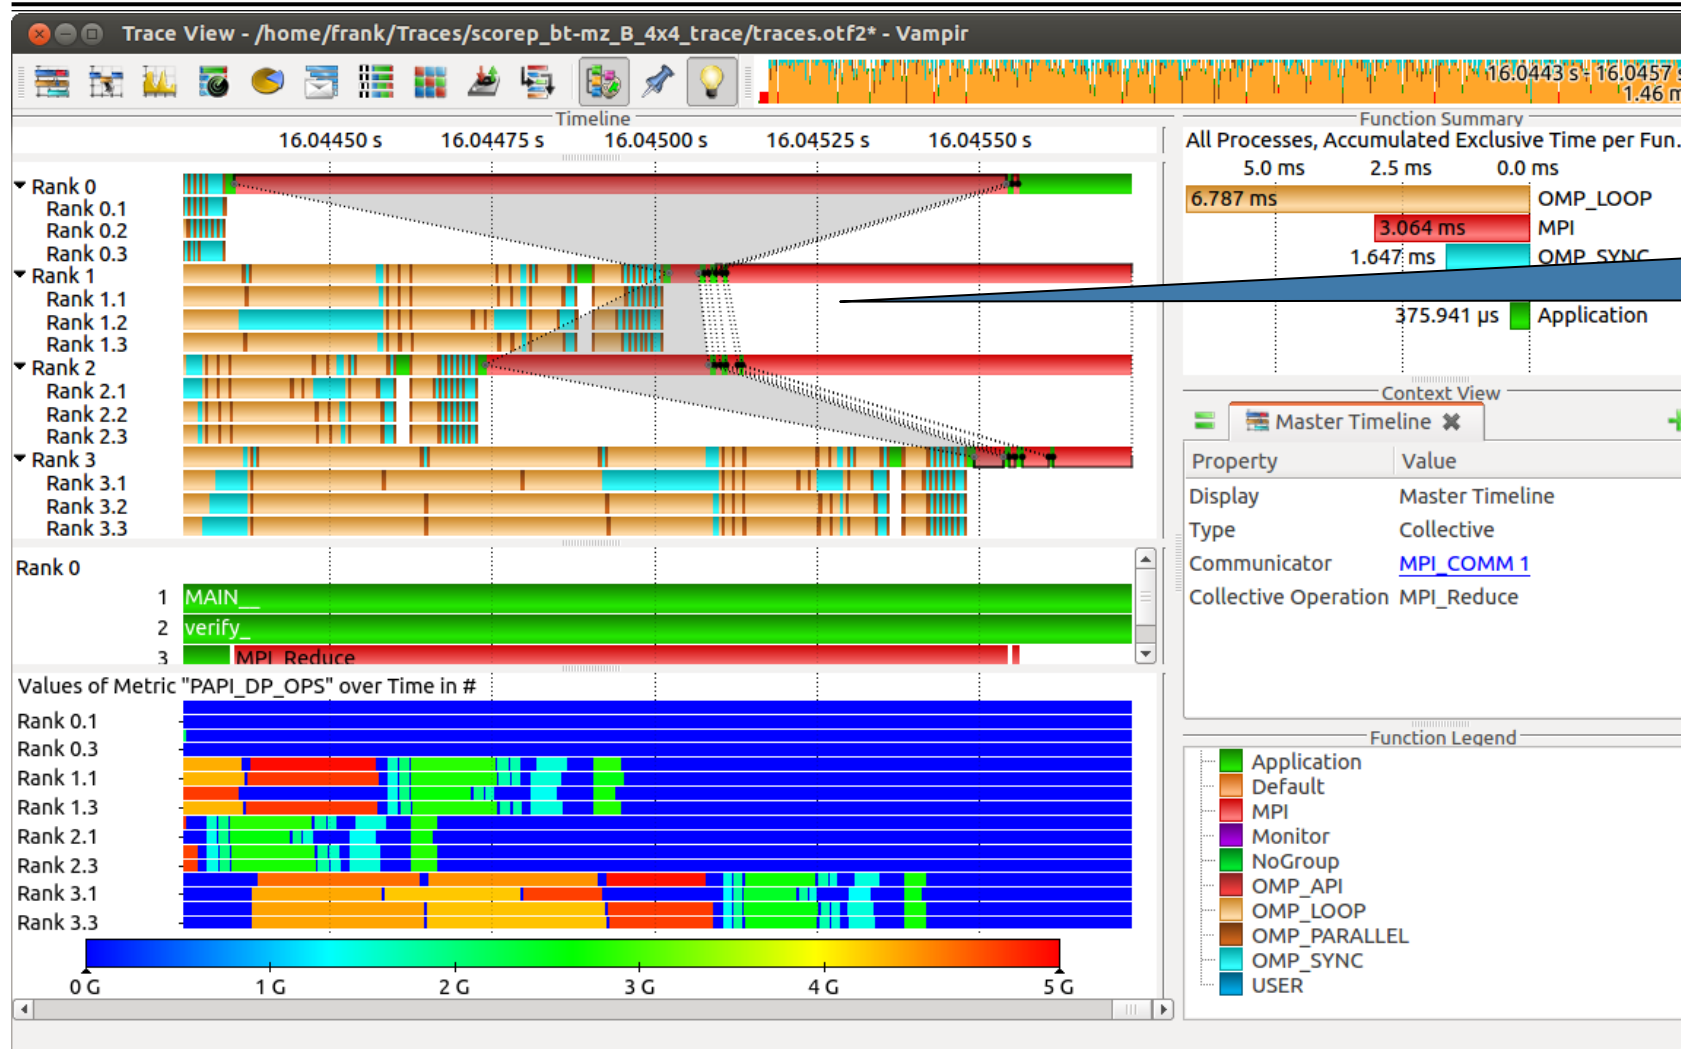 Trace View - /home/frank/Traces/scorep_bt-mz_B_4x4_trace/traces.otf2* - Vampir
16.0443 s - 16.0457 s
1.46 m
Timeline
16.04450 s 16.04475 s 16.04500 s 16.04525 s 16.04550 s
Rank 0
Rank 0.1
Rank 0.2
Rank 0.3
Rank 1
Rank 1.1
Rank 1.2
Rank 1.3
Rank 2
Rank 2.1
Rank 2.2
Rank 2.3
Rank 3
Rank 3.1
Rank 3.2
Rank 3.3
Rank 0
1 MAIN__
2 verify_
3 MPI_Reduce
Values of Metric "PAPI_DP_OPS" over Time in #
Rank 0.1
Rank 0.3
Rank 1.1
Rank 1.3
Rank 2.1
Rank 2.3
Rank 3.1
Rank 3.3
0 G 1 G 2 G 3 G 4 G 5 G
Function Summary
All Processes, Accumulated Exclusive Time per Fun...
5.0 ms 2.5 ms 0.0 ms
6.787 ms OMP_LOOP
3.064 ms MPI
1.647 ms OMP_SYNC
375.941 µs Application
Context View
Master Timeline
Property Value
Display Master Timeline
Type Collective
Communicator MPI_COMM 1
Collective Operation MPI_Reduce
Function Legend
Application
Default
MPI
Monitor
NoGroup
OMP_API
OMP_LOOP
OMP_PARALLEL
OMP_SYNC
USER